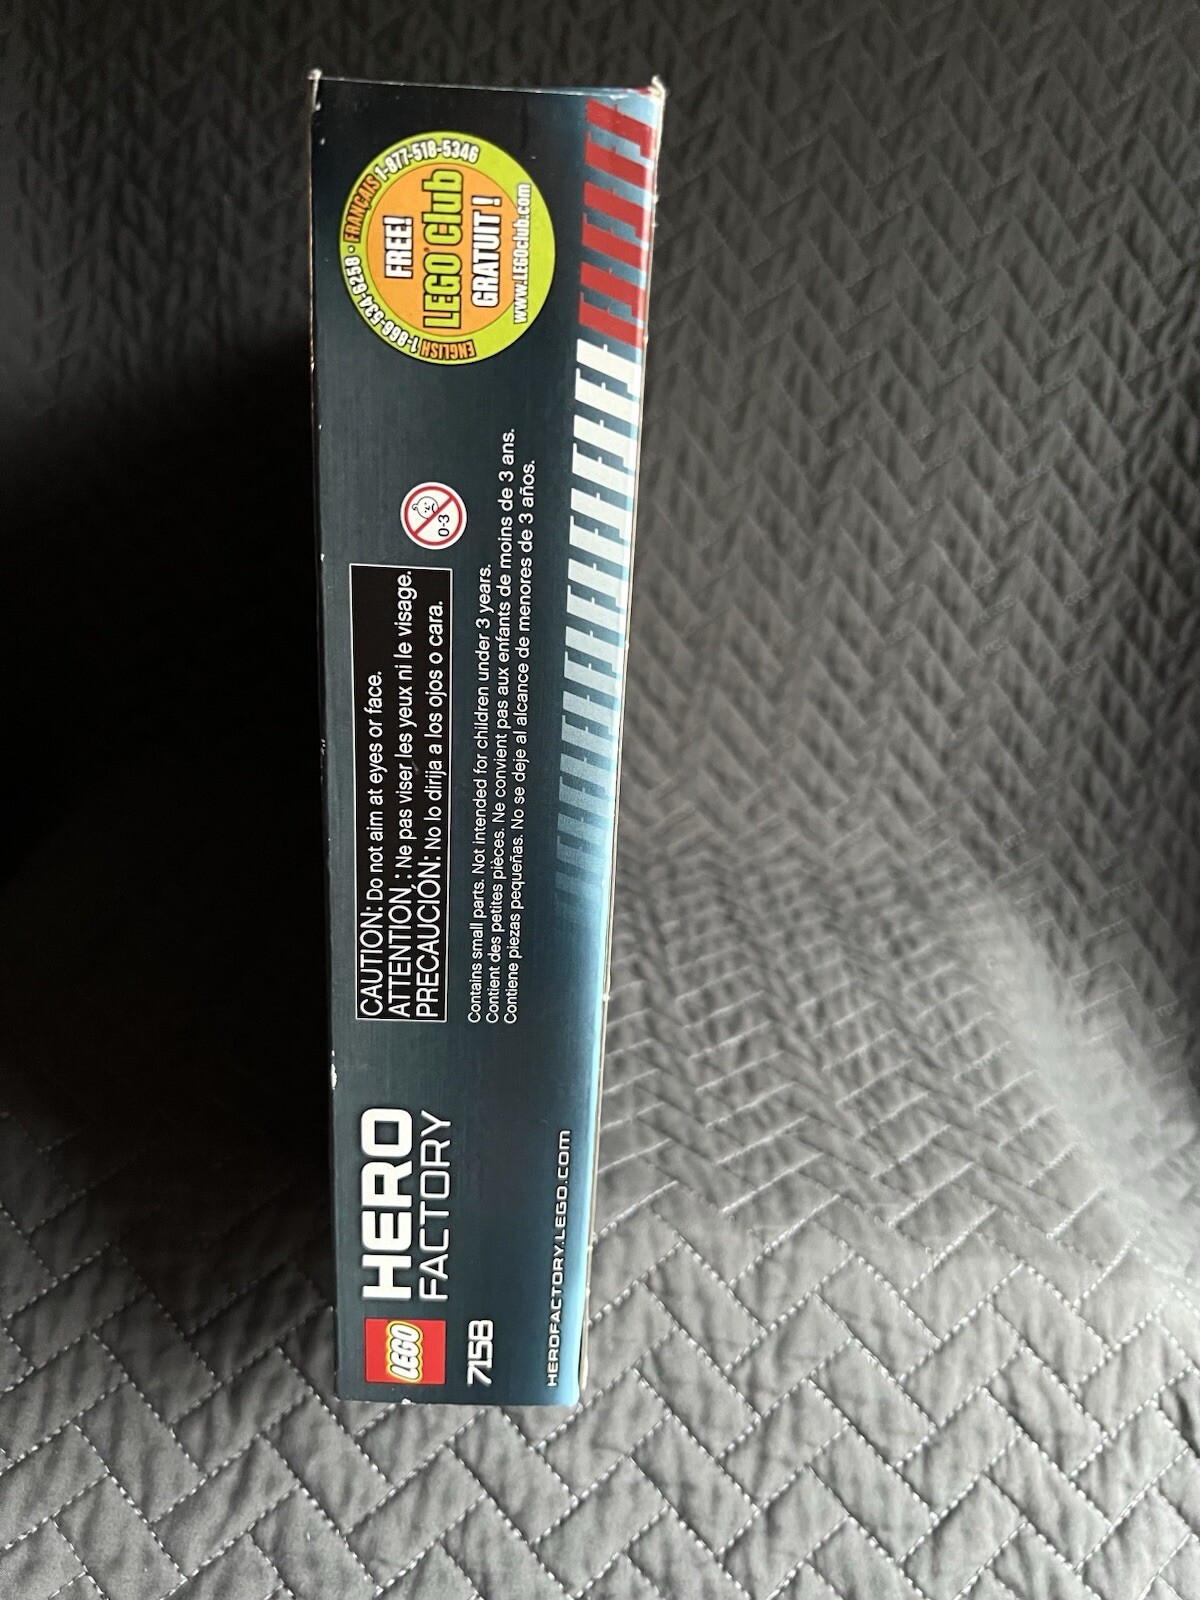 LEGO
HERO
FACTORY
7158
HEROFACTORY.LEGO.COM
CAUTION: Do not aim at eyes or face.
ATTENTION : Ne pas viser les yeux ni le visage.
PRECAUCIÓN: No lo dirija a los ojos o cara.
0-3
Contains small parts. Not intended for children under 3 years.
Contient des petites pièces. Ne convient pas aux enfants de moins de 3 ans.
Contiene piezas pequeñas. No se deje al alcance de menores de 3 años.
ENGLISH 1-866-534-6258 • FRANÇAIS 1-877-518-5346
FREE!
LEGO® Club
GRATUIT !
www.LEGOclub.com